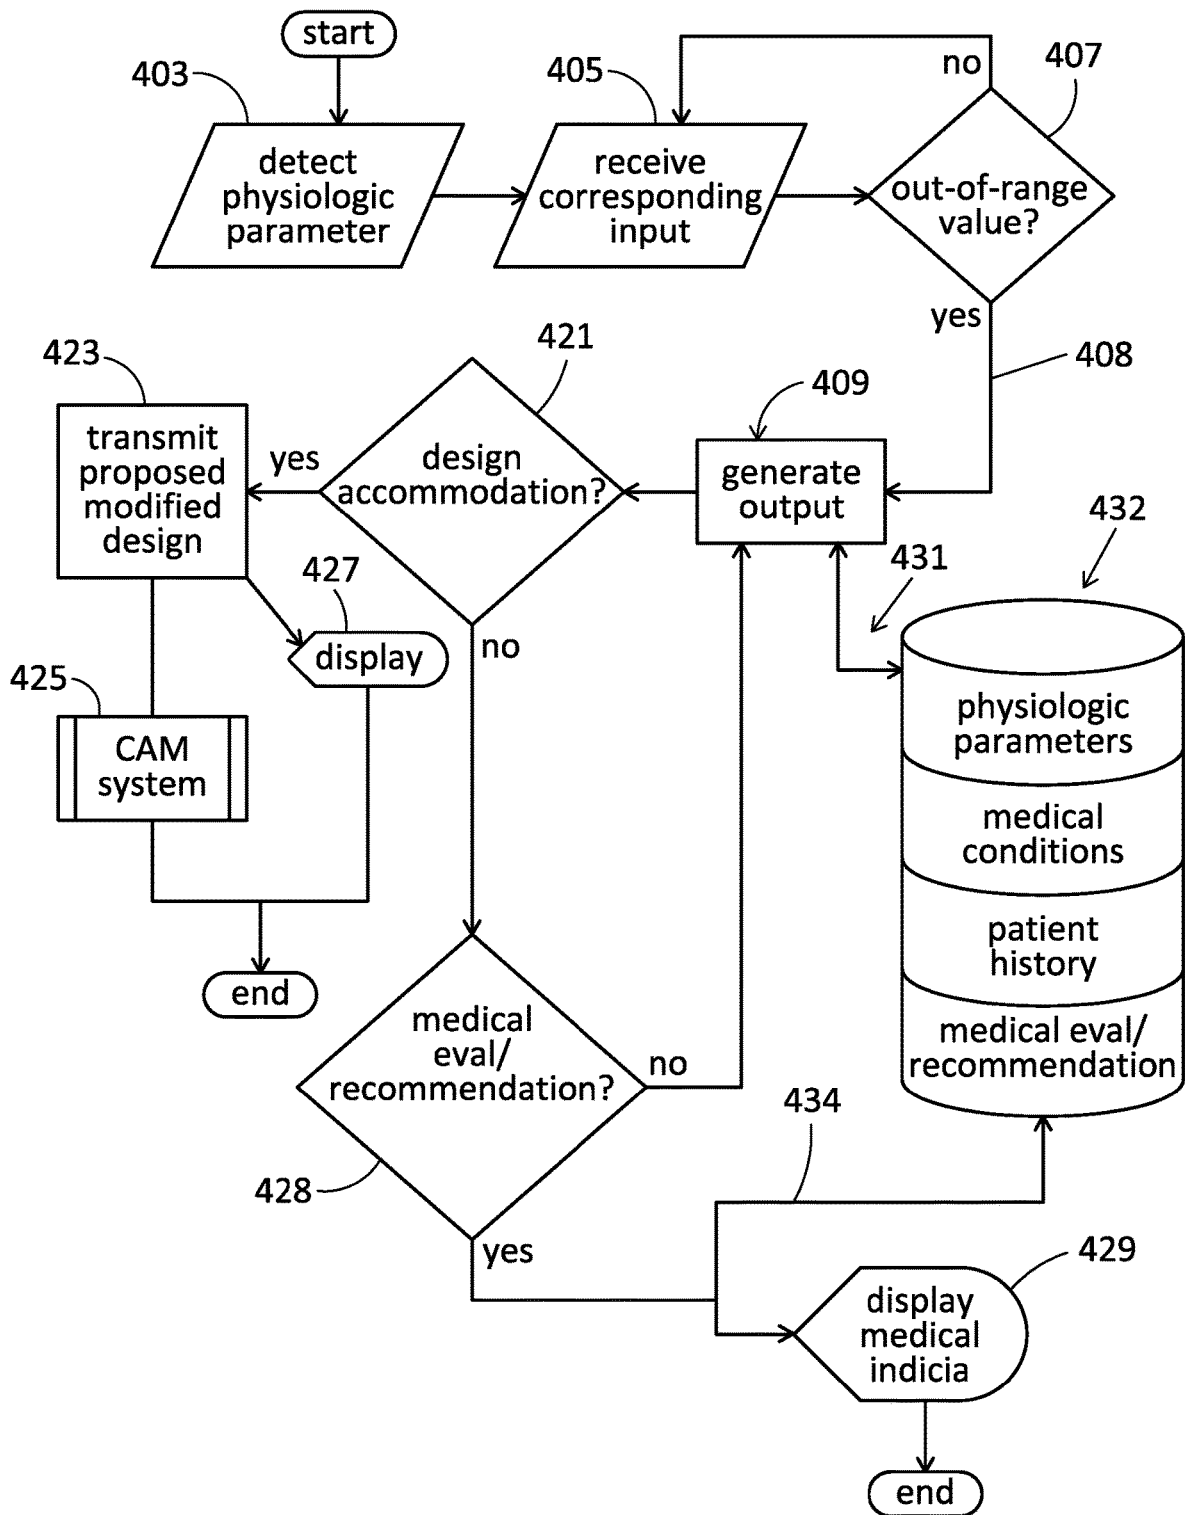 start
403
405
no
407
detect
physiologic
parameter
receive
corresponding
input
out-of-range
value?
yes
408
423
421
409
transmit
proposed
modified
design
yes
design
accommodation?
generate
output
432
431
427
no
display
425
CAM
system
physiologic
parameters
medical
conditions
patient
history
medical eval/
recommendation
end
medical
eval/
recommendation?
no
434
428
yes
429
display
medical
indicia
end